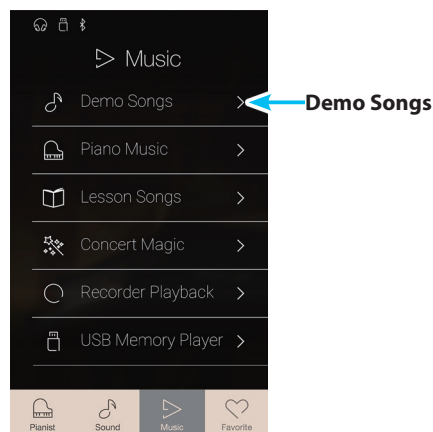 Music
Demo Songs
Demo Songs
Piano Music
Lesson Songs
Concert Magic
Recorder Playback
USB Memory Player
Pianist Sound Music Favorite